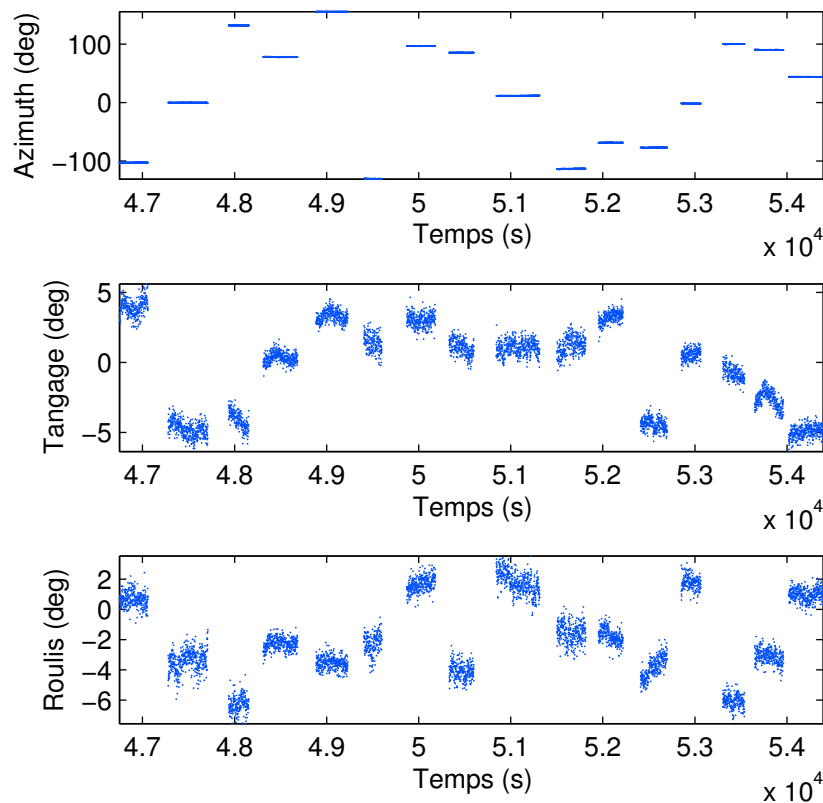 Azimuth (deg)
100
0
−100
4.7 4.8 4.9 5 5.1 5.2 5.3 5.4
Temps (s)
x 10^4
Tangage (deg)
5
0
−5
4.7 4.8 4.9 5 5.1 5.2 5.3 5.4
Temps (s)
x 10^4
Roulis (deg)
2
0
−2
−4
−6
4.7 4.8 4.9 5 5.1 5.2 5.3 5.4
Temps (s)
x 10^4